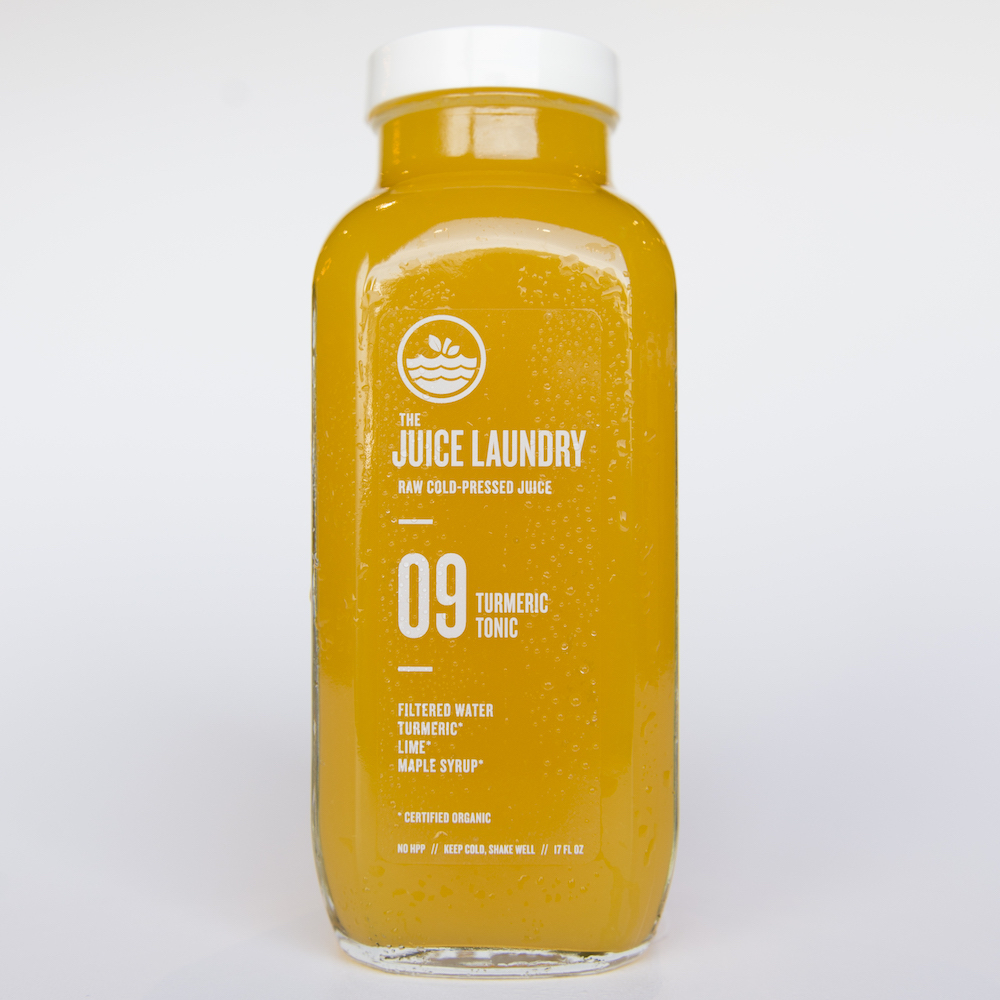 THE
JUICE LAUNDRY
RAW COLD-PRESSED JUICE
09 TURMERIC
TONIC
FILTERED WATER
TURMERIC*
LIME*
MAPLE SYRUP*
* CERTIFIED ORGANIC
NO HPP // KEEP COLD, SHAKE WELL // 17 FL OZ